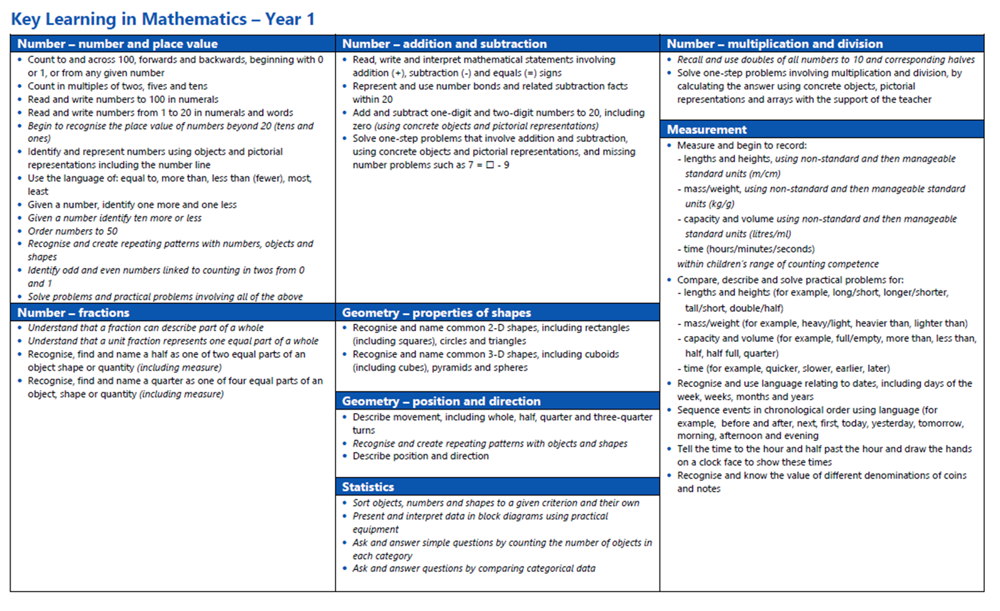 Key Learning in Mathematics – Year 1
Number – number and place value
• Count to and across 100, forwards and backwards, beginning with 0
or 1, or from any given number
• Count in multiples of twos, fives and tens
• Read and write numbers to 100 in numerals
• Read and write numbers from 1 to 20 in numerals and words
• Begin to recognise the place value of numbers beyond 20 (tens and
ones)
• Identify and represent numbers using objects and pictorial
representations including the number line
• Use the language of: equal to, more than, less than (fewer), most,
least
• Given a number, identify one more and one less
• Given a number identify ten more or less
• Order numbers to 50
• Recognise and create repeating patterns with numbers, objects and
shapes
• Identify odd and even numbers linked to counting in twos from 0
and 1
• Solve problems and practical problems involving all of the above
Number – fractions
• Understand that a fraction can describe part of a whole
• Understand that a unit fraction represents one equal part of a whole
• Recognise, find and name a half as one of two equal parts of an
object shape or quantity (including measure)
• Recognise, find and name a quarter as one of four equal parts of an
object, shape or quantity (including measure)
Number – addition and subtraction
• Read, write and interpret mathematical statements involving
addition (+), subtraction (-) and equals (=) signs
• Represent and use number bonds and related subtraction facts
within 20
• Add and subtract one-digit and two-digit numbers to 20, including
zero (using concrete objects and pictorial representations)
• Solve one-step problems that involve addition and subtraction,
using concrete objects and pictorial representations, and missing
number problems such as 7 = □ - 9
Geometry – properties of shapes
• Recognise and name common 2-D shapes, including rectangles
(including squares), circles and triangles
• Recognise and name common 3-D shapes, including cuboids
(including cubes), pyramids and spheres
Geometry – position and direction
• Describe movement, including whole, half, quarter and three-quarter
turns
• Recognise and create repeating patterns with objects and shapes
• Describe position and direction
Statistics
• Sort objects, numbers and shapes to a given criterion and their own
• Present and interpret data in block diagrams using practical
equipment
• Ask and answer simple questions by counting the number of objects in
each category
• Ask and answer questions by comparing categorical data
Number – multiplication and division
• Recall and use doubles of all numbers to 10 and corresponding halves
• Solve one-step problems involving multiplication and division, by
calculating the answer using concrete objects, pictorial
representations and arrays with the support of the teacher
Measurement
• Measure and begin to record:
- lengths and heights, using non-standard and then manageable
standard units (m/cm)
- mass/weight, using non-standard and then manageable standard
units (kg/g)
- capacity and volume using non-standard and then manageable
standard units (litres/ml)
- time (hours/minutes/seconds)
within children's range of counting competence
• Compare, describe and solve practical problems for:
- lengths and heights (for example, long/short, longer/shorter,
tall/short, double/half)
- mass/weight (for example, heavy/light, heavier than, lighter than)
- capacity and volume (for example, full/empty, more than, less than,
half, half full, quarter)
- time (for example, quicker, slower, earlier, later)
• Recognise and use language relating to dates, including days of the
week, weeks, months and years
• Sequence events in chronological order using language (for
example, before and after, next, first, today, yesterday, tomorrow,
morning, afternoon and evening
• Tell the time to the hour and half past the hour and draw the hands
on a clock face to show these times
• Recognise and know the value of different denominations of coins
and notes